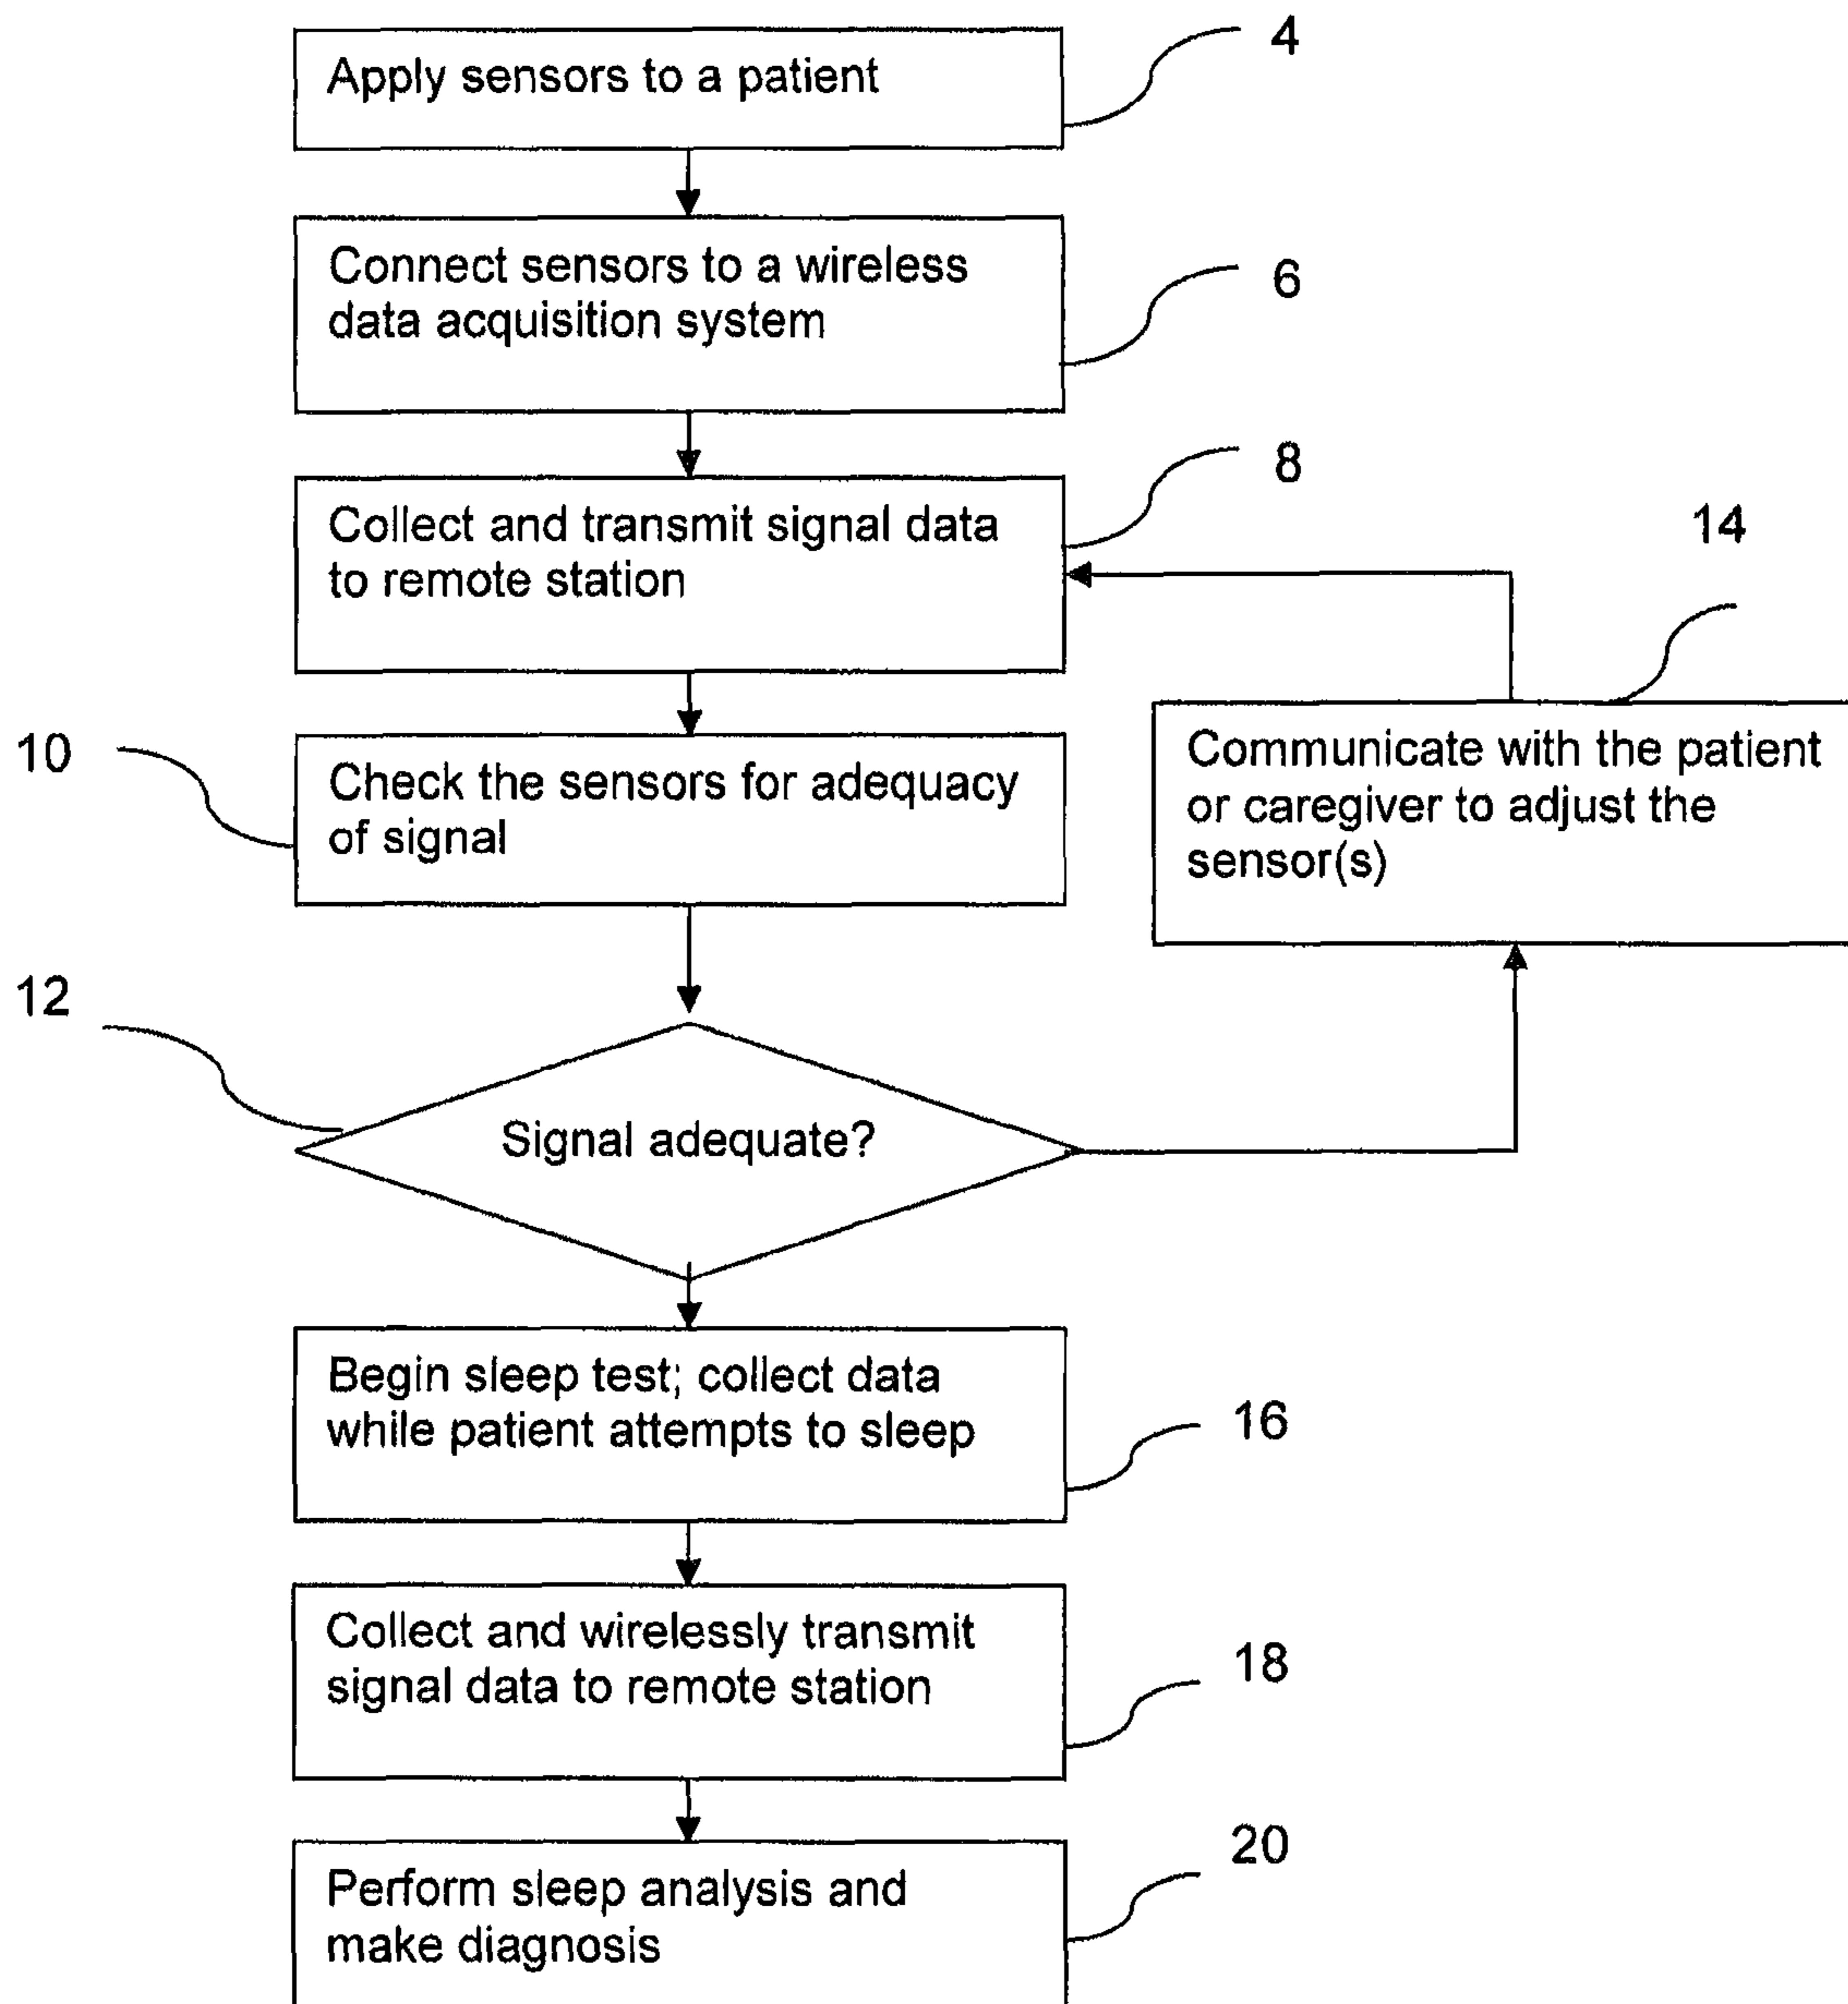 Apply sensors to a patient
4
Connect sensors to a wireless
data acquisition system
6
Collect and transmit signal data
to remote station
8
10
Check the sensors for adequacy
of signal
14
Communicate with the patient
or caregiver to adjust the
sensor(s)
12
Signal adequate?
Begin sleep test; collect data
while patient attempts to sleep
16
Collect and wirelessly transmit
signal data to remote station
18
Perform sleep analysis and
make diagnosis
20